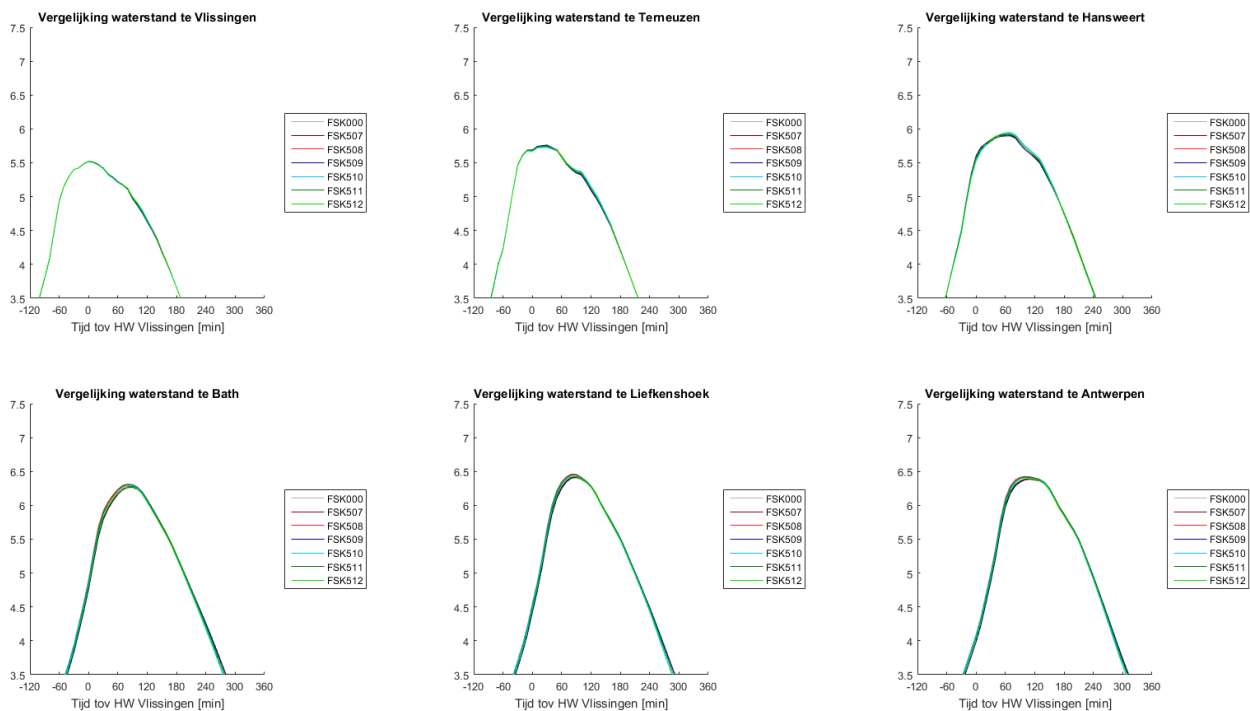 Vergelijking waterstand te Vlissingen
7.5
7
6.5
6
5.5
5
4.5
4
3.5
-120 -60 0 60 120 180 240 300 360
Tijd tov HW Vlissingen [min]
FSK000
FSK507
FSK508
FSK509
FSK510
FSK511
FSK512
Vergelijking waterstand te Terneuzen
7.5
7
6.5
6
5.5
5
4.5
4
3.5
-120 -60 0 60 120 180 240 300 360
Tijd tov HW Vlissingen [min]
FSK000
FSK507
FSK508
FSK509
FSK510
FSK511
FSK512
Vergelijking waterstand te Hansweert
7.5
7
6.5
6
5.5
5
4.5
4
3.5
-120 -60 0 60 120 180 240 300 360
Tijd tov HW Vlissingen [min]
FSK000
FSK507
FSK508
FSK509
FSK510
FSK511
FSK512
Vergelijking waterstand te Bath
7.5
7
6.5
6
5.5
5
4.5
4
3.5
-120 -60 0 60 120 180 240 300 360
Tijd tov HW Vlissingen [min]
FSK000
FSK507
FSK508
FSK509
FSK510
FSK511
FSK512
Vergelijking waterstand te Liefkenshoek
7.5
7
6.5
6
5.5
5
4.5
4
3.5
-120 -60 0 60 120 180 240 300 360
Tijd tov HW Vlissingen [min]
FSK000
FSK507
FSK508
FSK509
FSK510
FSK511
FSK512
Vergelijking waterstand te Antwerpen
7.5
7
6.5
6
5.5
5
4.5
4
3.5
-120 -60 0 60 120 180 240 300 360
Tijd tov HW Vlissingen [min]
FSK000
FSK507
FSK508
FSK509
FSK510
FSK511
FSK512